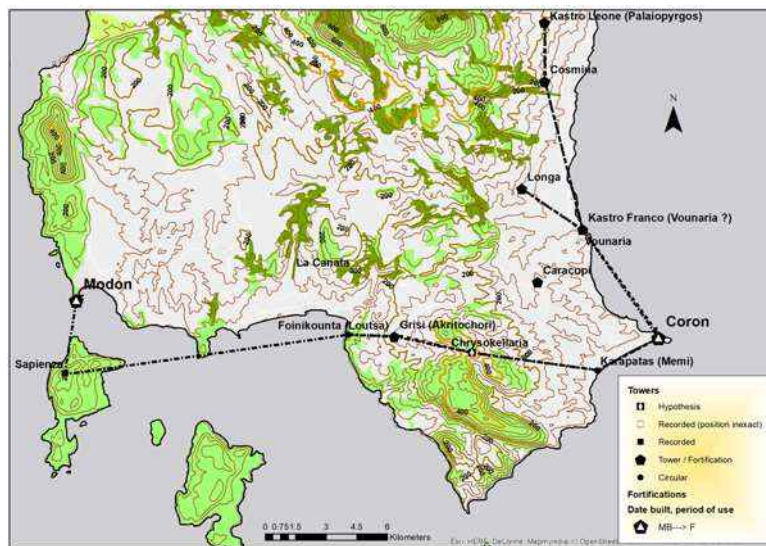 Kastro Leone (Palaiopyrgos)
Cosmina
Longa
Kastro Franco (Vounaria ?)
Vounaria
Caracopi
La Canata
Modon
Coron
Foinikounta (Loutsa)
Grisi (Akritochori)
Chrysokellaria
Sapienza
Karapatas (Memi)
N
Towers
Hypothesis
Recorded (position inexact)
Recorded
Tower / Fortification
Circular
Fortifications
Date built, period of use
MB---> F
0 0.75 1.5 3 4.5 6
Kilometers